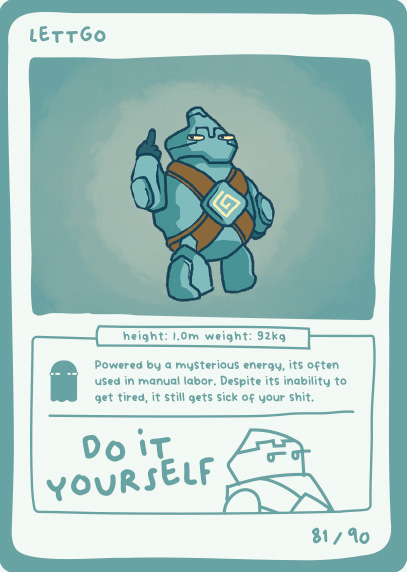 LETTGO
height: 1.0m weight: 92kg
Powered by a mysterious energy, its often
used in manual labor. Despite its inability to
get tired, it still gets sick of your shit.
DO iT
YOURSELF
81/90